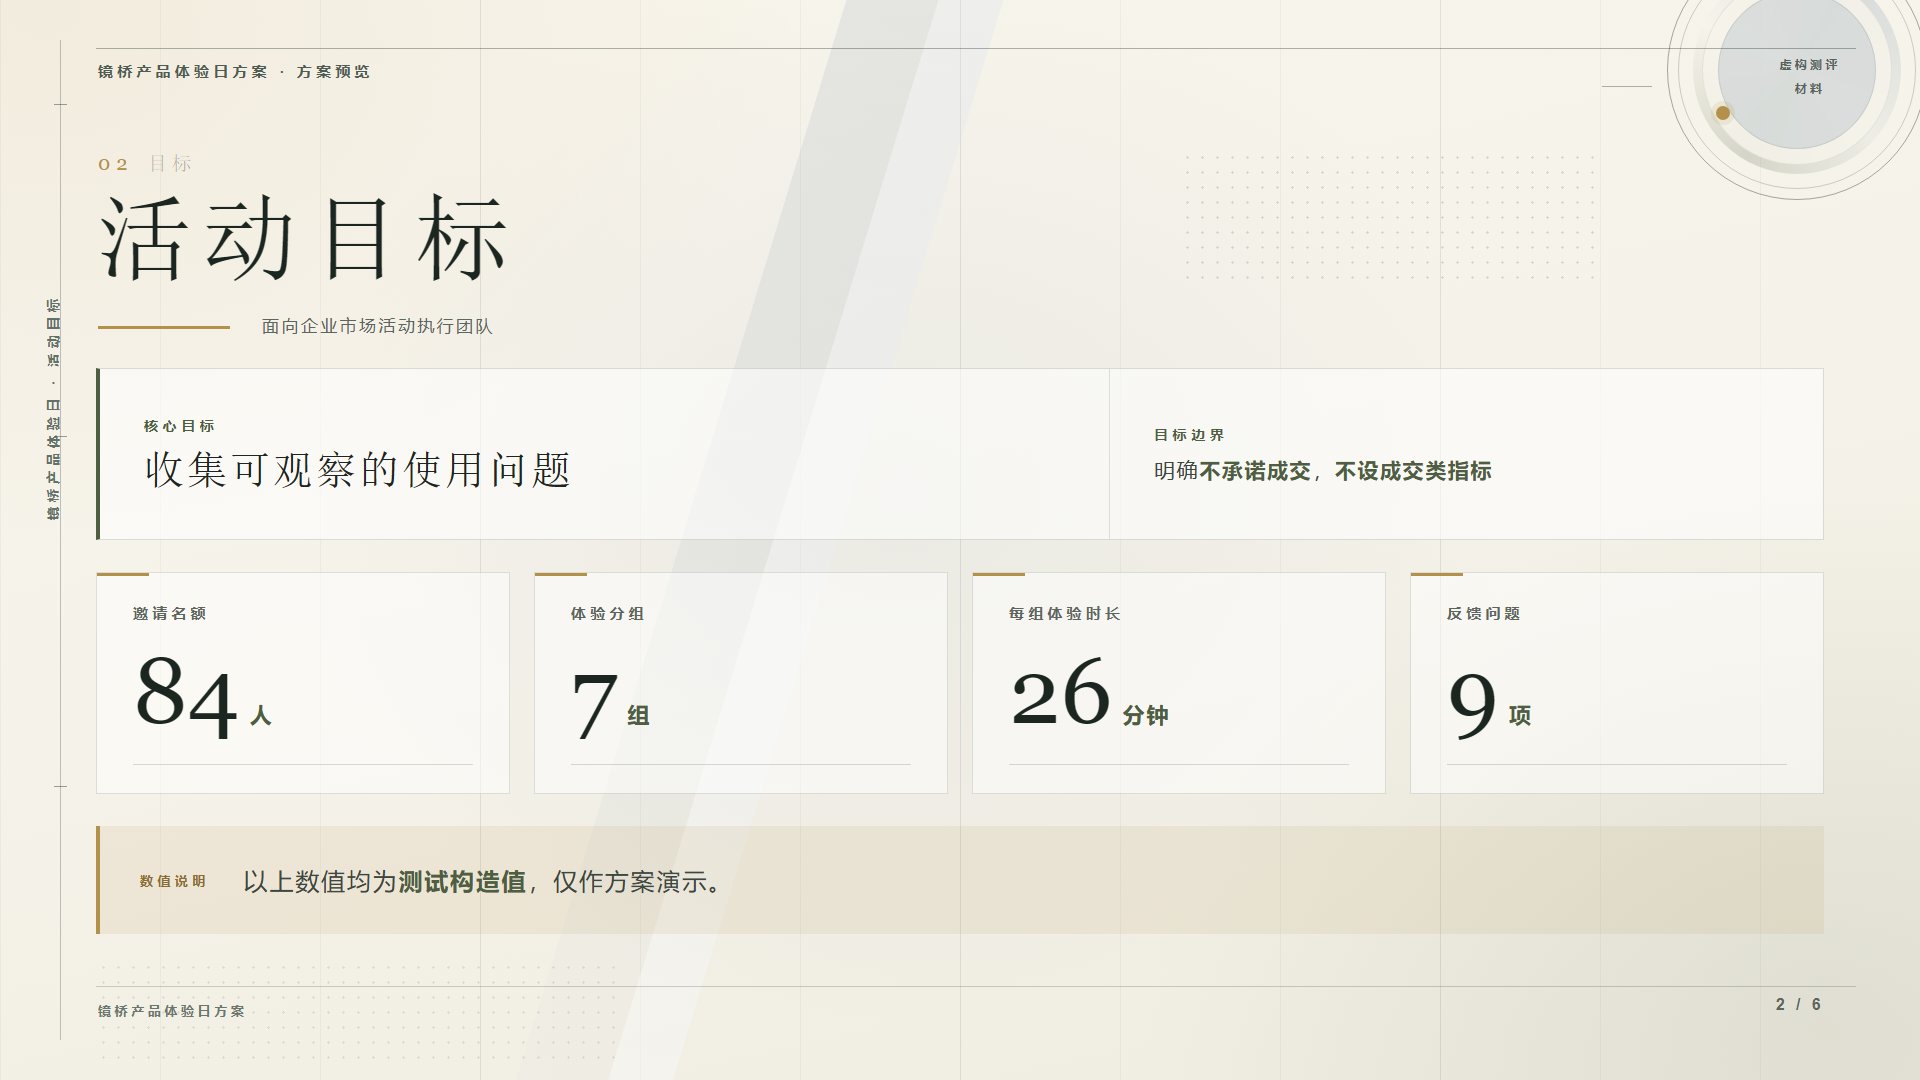 镜桥产品体验日方案 · 方案预览
虚构测评
材料
02 目标
活动目标
面向企业市场活动执行团队
镜桥产品体验日 · 活动目标
核心目标
收集可观察的使用问题
目标边界
明确不承诺成交，不设成交类指标
邀请名额
84 人
体验分组
7 组
每组体验时长
26 分钟
反馈问题
9 项
数值说明
以上数值均为测试构造值，仅作方案演示。
镜桥产品体验日方案
2 / 6